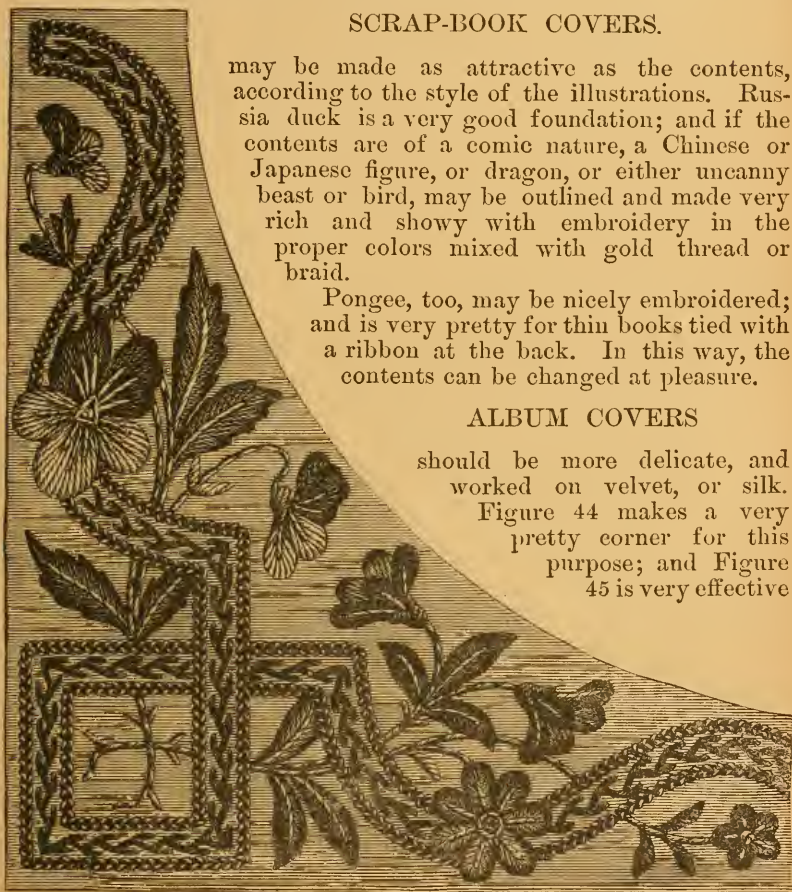 SCRAP-BOOK COVERS.
may be made as attractive as the contents,
according to the style of the illustrations. Rus-
sia duck is a very good foundation; and if the
contents are of a comic nature, a Chinese or
Japanese figure, or dragon, or either uncanny
beast or bird, may be outlined and made very
rich and showy with embroidery in the
proper colors mixed with gold thread or
braid.
Pongee, too, may be nicely embroidered;
and is very pretty for thin books tied with
a ribbon at the back. In this way, the
contents can be changed at pleasure.
ALBUM COVERS
should be more delicate, and
worked on velvet, or silk.
Figure 44 makes a very
pretty corner for this
purpose; and Figure
45 is very effective